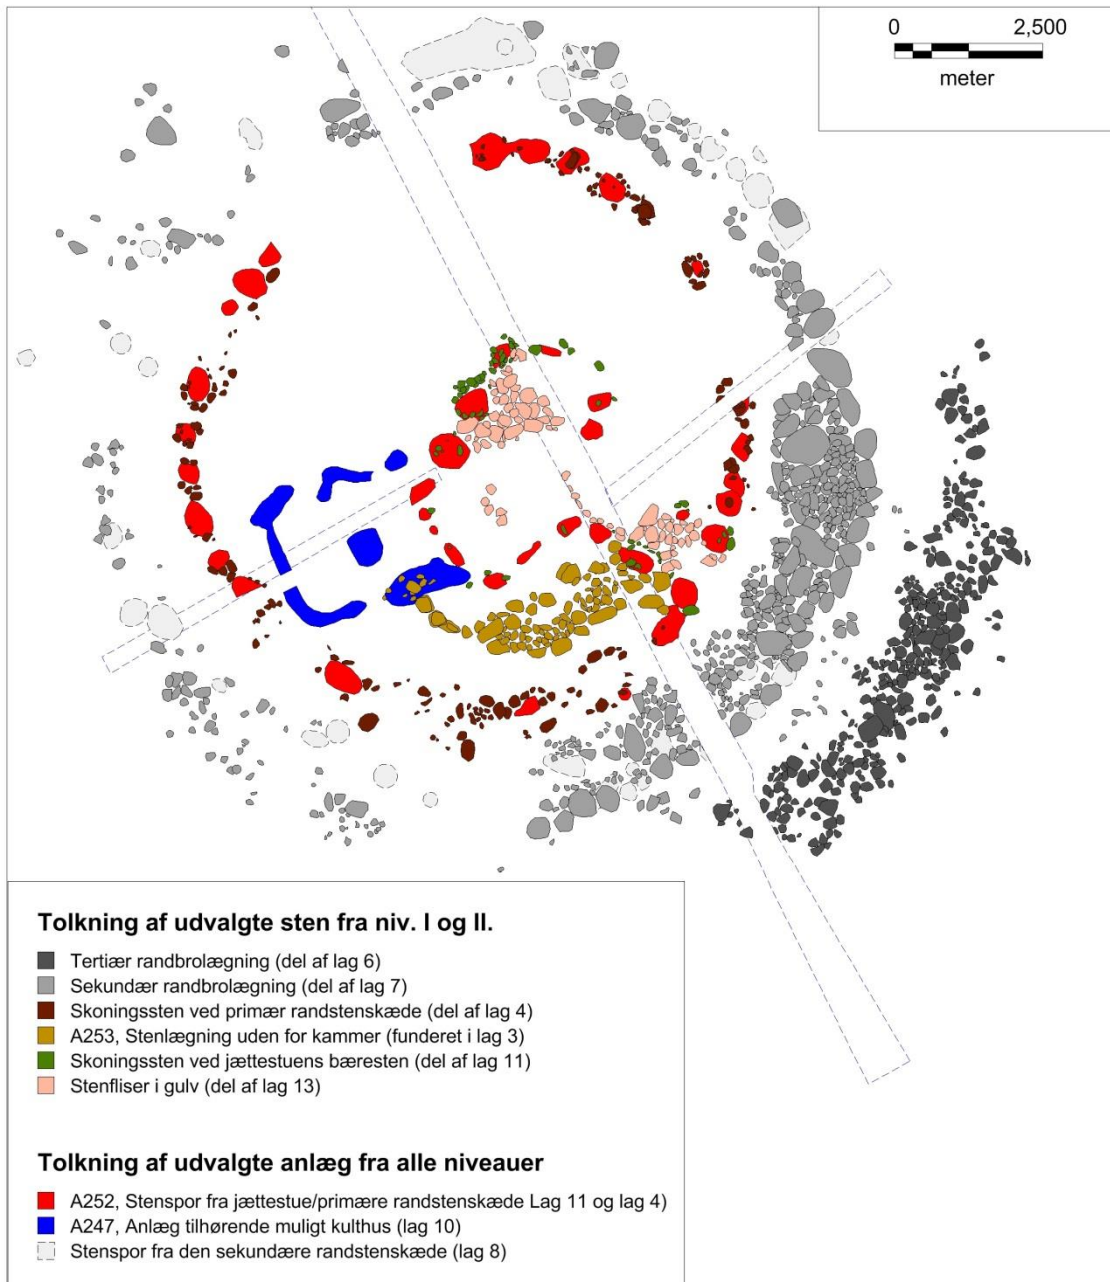 0 2,500
meter
Tolkning af udvalgte sten fra niv. I og II.
Tertiær randbrolægning (del af lag 6)
Sekundær randbrolægning (del af lag 7)
Skoningssten ved primær randstenskæde (del af lag 4)
A253, Stenlægning uden for kammer (funderet i lag 3)
Skoningssten ved jættestuens bæresten (del af lag 11)
Stenfliser i gulv (del af lag 13)
Tolkning af udvalgte anlæg fra alle niveauer
A252, Stenspor fra jættestue/primære randstenskæde Lag 11 og lag 4)
A247, Anlæg tilhørende muligt kulthus (lag 10)
Stenspor fra den sekundære randstenskæde (lag 8)